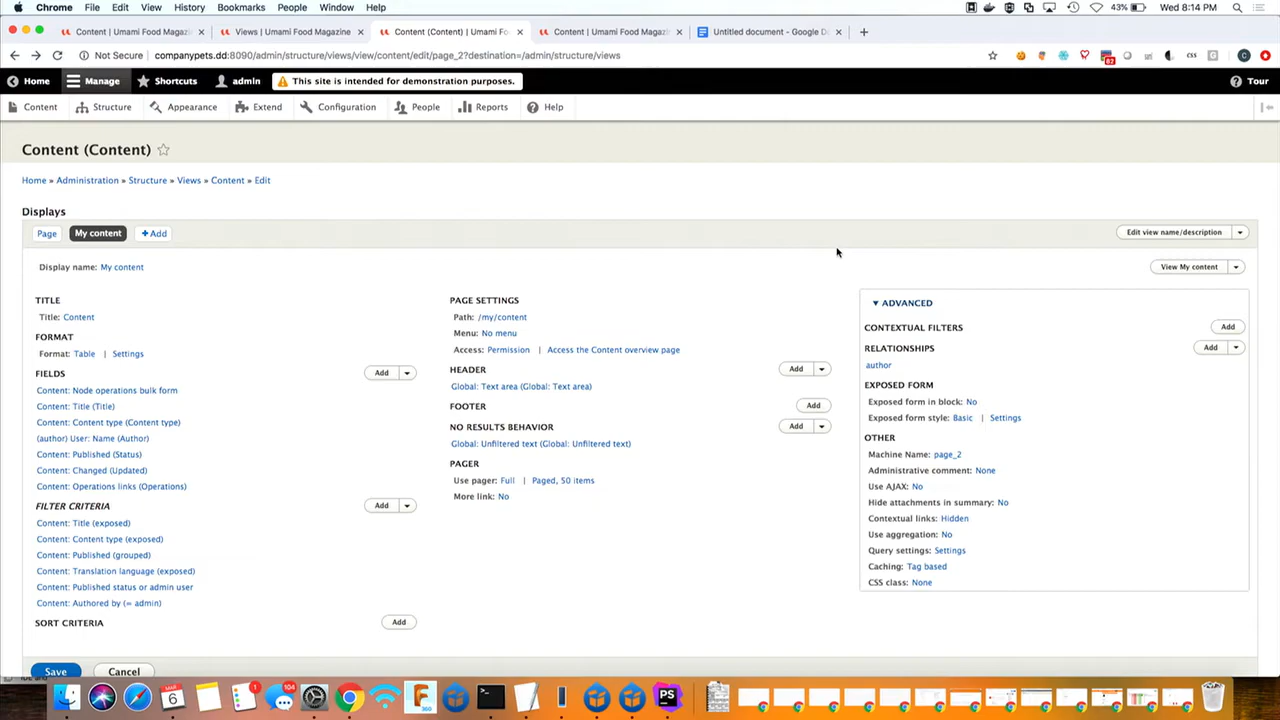 Chrome File Edit View History Bookmarks People Window Help 43% Wed 8:14 PM
Content | Umami Food Magazin × Views | Umami Food Magazine × Content (Content) | Umami Fo × Content | Umami Food Magazin × Untitled document - Google Do × +
Not Secure companypets.dd:8090/admin/structure/views/view/content/edit/page_2?destination=/admin/structure/views
Home Manage Shortcuts admin This site is intended for demonstration purposes. Tour
Content Structure Appearance Extend Configuration People Reports Help
Content (Content)
Home » Administration » Structure » Views » Content » Edit
Displays
Page My content + Add Edit view name/description
Display name: My content View My content
TITLE
Title: Content
FORMAT
Format: Table | Settings
FIELDS Add
Content: Node operations bulk form
Content: Title (Title)
Content: Content type (Content type)
(author) User: Name (Author)
Content: Published (Status)
Content: Changed (Updated)
Content: Operations links (Operations)
FILTER CRITERIA Add
Content: Title (exposed)
Content: Content type (exposed)
Content: Published (grouped)
Content: Translation language (exposed)
Content: Published status or admin user
Content: Authored by (= admin)
SORT CRITERIA Add
PAGE SETTINGS
Path: /my/content
Menu: No menu
Access: Permission | Access the Content overview page
HEADER Add
Global: Text area (Global: Text area)
FOOTER Add
NO RESULTS BEHAVIOR Add
Global: Unfiltered text (Global: Unfiltered text)
PAGER
Use pager: Full | Paged, 50 items
More link: No
▼ ADVANCED
CONTEXTUAL FILTERS Add
RELATIONSHIPS Add
author
EXPOSED FORM
Exposed form in block: No
Exposed form style: Basic | Settings
OTHER
Machine Name: page_2
Administrative comment: None
Use AJAX: No
Hide attachments in summary: No
Contextual links: Hidden
Use aggregation: No
Query settings: Settings
Caching: Tag based
CSS class: None
Save Cancel